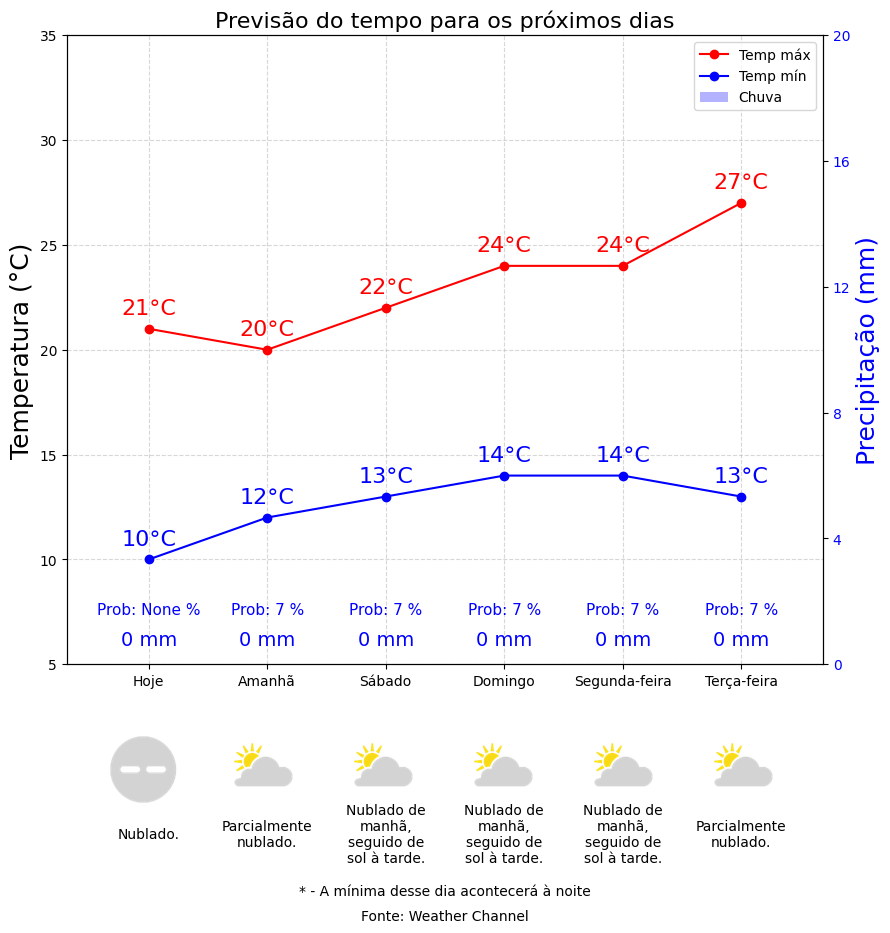 Previsão do tempo para os próximos dias
Temp máx
Temp mín
Chuva
Temperatura (°C)
35
30
25
20
15
10
5
Precipitação (mm)
20
16
12
8
4
0
21°C
20°C
22°C
24°C
24°C
27°C
10°C
12°C
13°C
14°C
14°C
13°C
Prob: None %
Prob: 7 %
Prob: 7 %
Prob: 7 %
Prob: 7 %
Prob: 7 %
0 mm
0 mm
0 mm
0 mm
0 mm
0 mm
Hoje
Amanhã
Sábado
Domingo
Segunda-feira
Terça-feira
Nublado.
Parcialmente
nublado.
Nublado de
manhã,
seguido de
sol à tarde.
Nublado de
manhã,
seguido de
sol à tarde.
Nublado de
manhã,
seguido de
sol à tarde.
Parcialmente
nublado.
* - A mínima desse dia acontecerá à noite
Fonte: Weather Channel